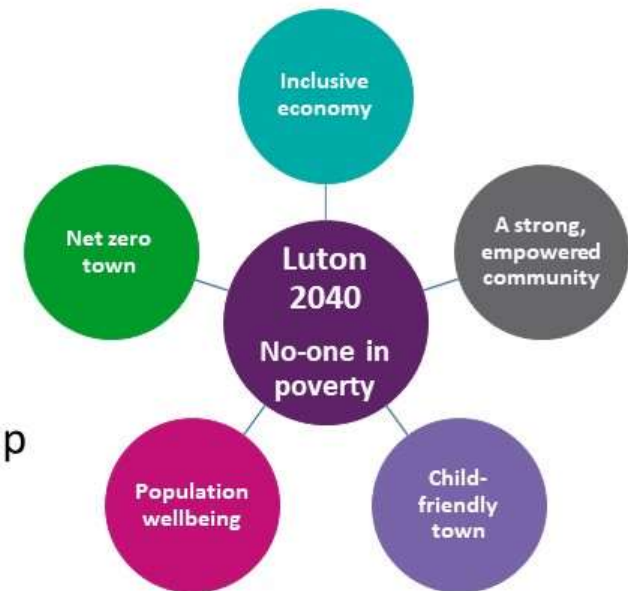 Inclusive
economy
Net zero
town
A strong,
empowered
community
Luton
2040
No-one in
poverty
p
Population
wellbeing
Child-
friendly
town